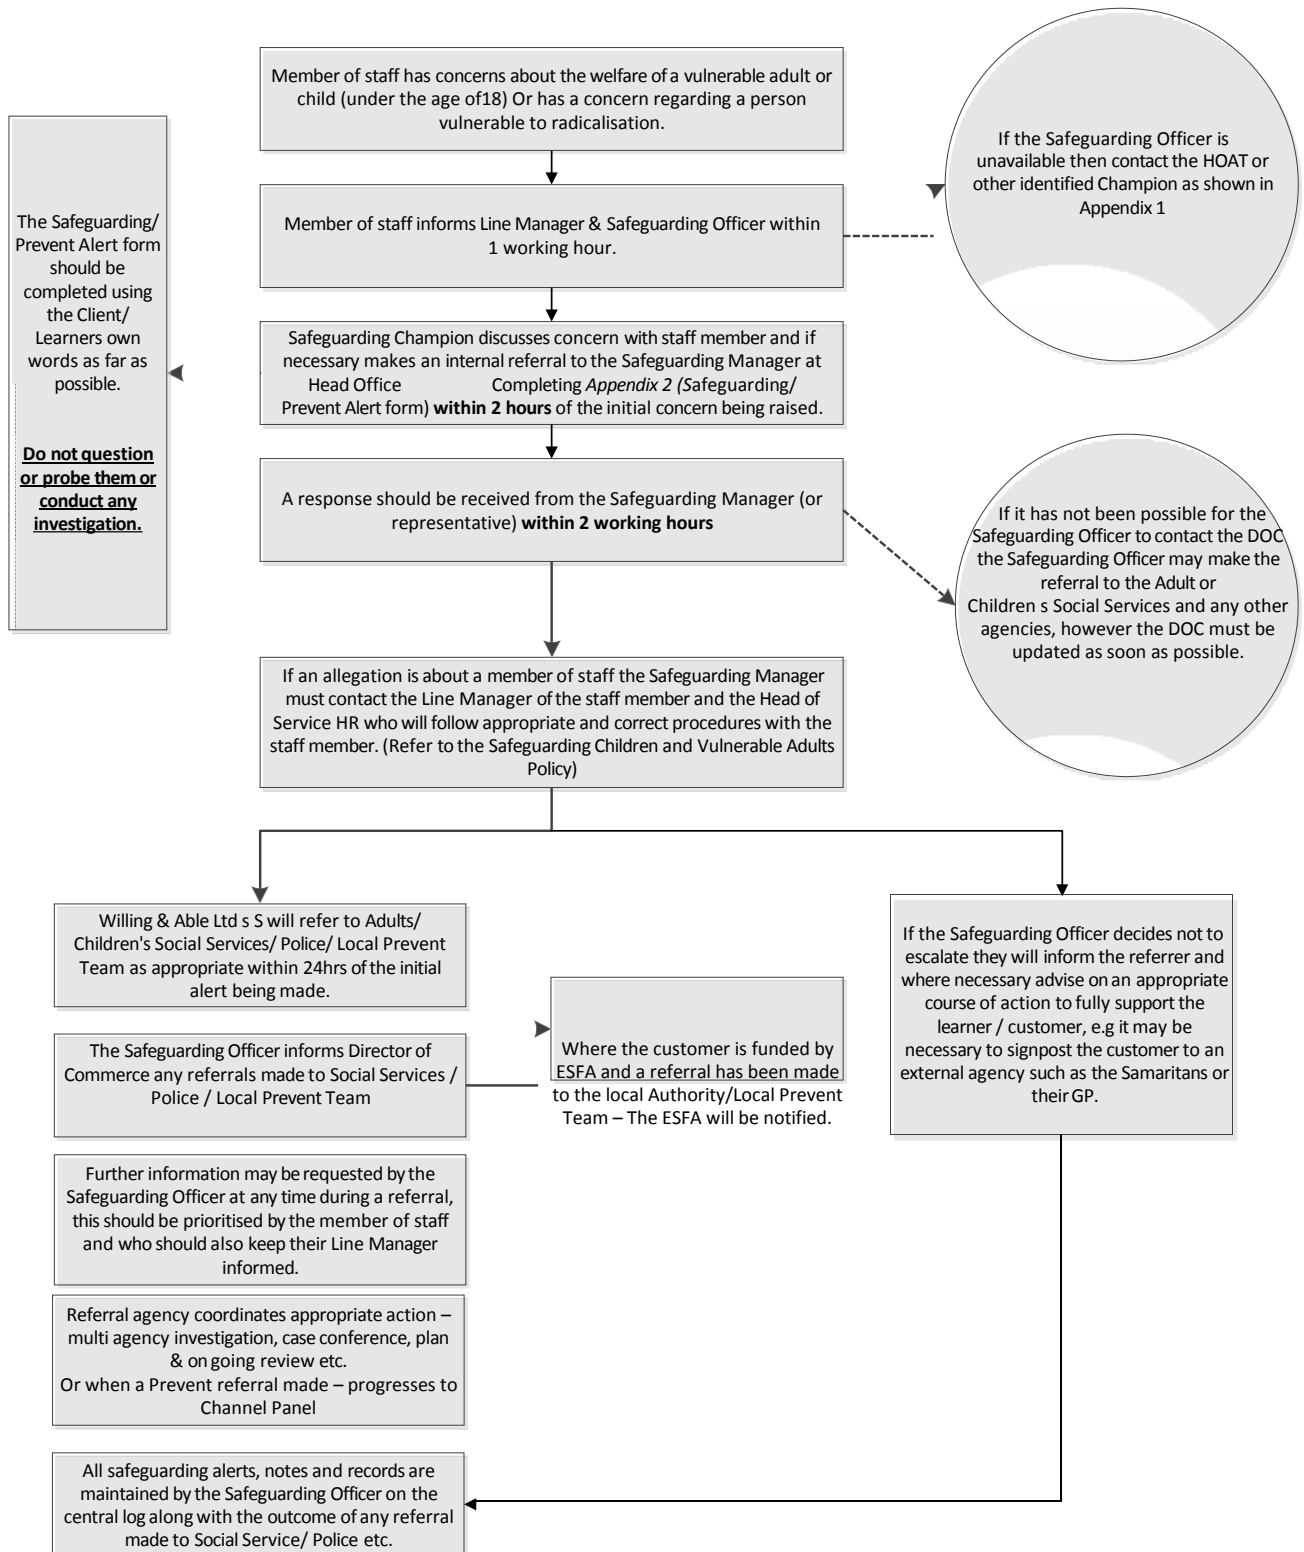 Member of staff has concerns about the welfare of a vulnerable adult or
child (under the age of18) Or has a concern regarding a person
vulnerable to radicalisation.
If the Safeguarding Officer is
unavailable then contact the HOAT or
other identified Champion as shown in
Appendix 1
Member of staff informs Line Manager & Safeguarding Officer within
1 working hour.
The Safeguarding/
Prevent Alert form
should be
completed using
the Client/
Learners own
words as far as
possible.
Do not question
or probe them or
conduct any
investigation.
Safeguarding Champion discusses concern with staff member and if
necessary makes an internal referral to the Safeguarding Manager at
Head Office Completing Appendix 2 (Safeguarding/
Prevent Alert form) within 2 hours of the initial concern being raised.
A response should be received from the Safeguarding Manager (or
representative) within 2 working hours
If it has not been possible for the
Safeguarding Officer to contact the DOC
the Safeguarding Officer may make the
referral to the Adult or
Children s Social Services and any other
agencies, however the DOC must be
updated as soon as possible.
If an allegation is about a member of staff the Safeguarding Manager
must contact the Line Manager of the staff member and the Head of
Service HR who will follow appropriate and correct procedures with the
staff member. (Refer to the Safeguarding Children and Vulnerable Adults
Policy)
Willing & Able Ltd s S will refer to Adults/
Children's Social Services/ Police/ Local Prevent
Team as appropriate within 24hrs of the initial
alert being made.
The Safeguarding Officer informs Director of
Commerce any referrals made to Social Services /
Police / Local Prevent Team
Where the customer is funded by
ESFA and a referral has been made
to the local Authority/Local Prevent
Team – The ESFA will be notified.
If the Safeguarding Officer decides not to
escalate they will inform the referrer and
where necessary advise on an appropriate
course of action to fully support the
learner / customer, e.g it may be
necessary to signpost the customer to an
external agency such as the Samaritans or
their GP.
Further information may be requested by the
Safeguarding Officer at any time during a referral,
this should be prioritised by the member of staff
and who should also keep their Line Manager
informed.
Referral agency coordinates appropriate action –
multi agency investigation, case conference, plan
& on going review etc.
Or when a Prevent referral made – progresses to
Channel Panel
All safeguarding alerts, notes and records are
maintained by the Safeguarding Officer on the
central log along with the outcome of any referral
made to Social Service/ Police etc.